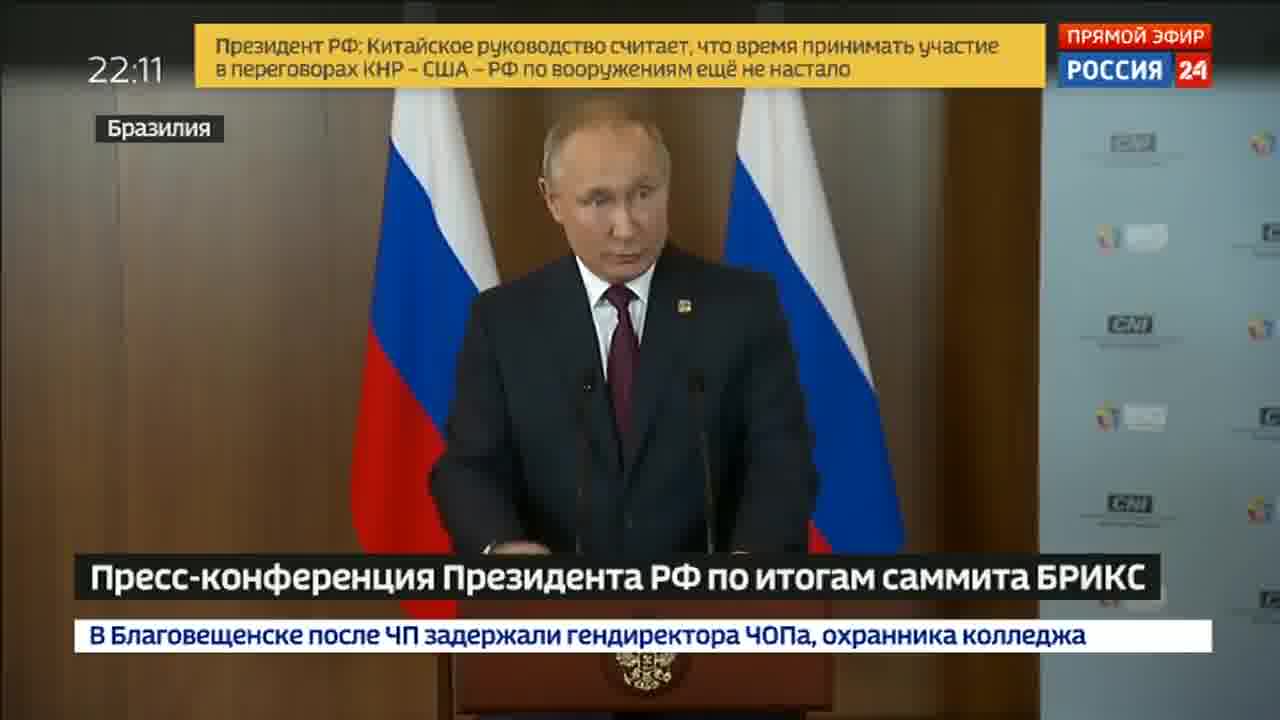 22:11
Президент РФ: Китайское руководство считает, что время принимать участие
в переговорах КНР – США – РФ по вооружениям ещё не настало
ПРЯМОЙ ЭФИР
РОССИЯ 24
Бразилия
CNI
CNI
CNI
Пресс-конференция Президента РФ по итогам саммита БРИКС
В Благовещенске после ЧП задержали гендиректора ЧОПа, охранника колледжа